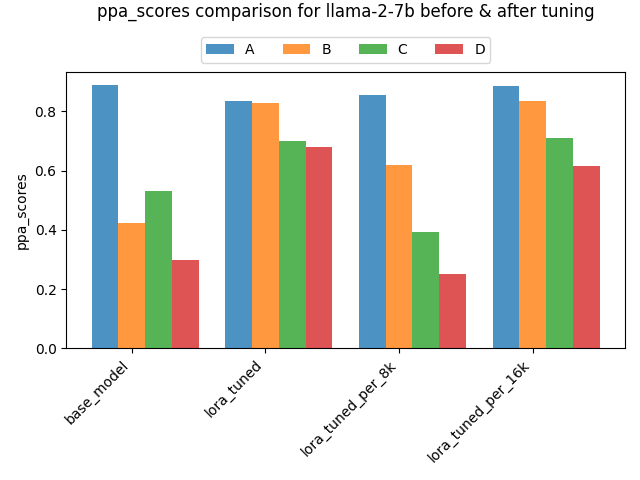 ppa_scores comparison for llama-2-7b before & after tuning
A B C D
ppa_scores
0.8
0.6
0.4
0.2
0.0
base_model
lora_tuned
lora_tuned_per_8k
lora_tuned_per_16k